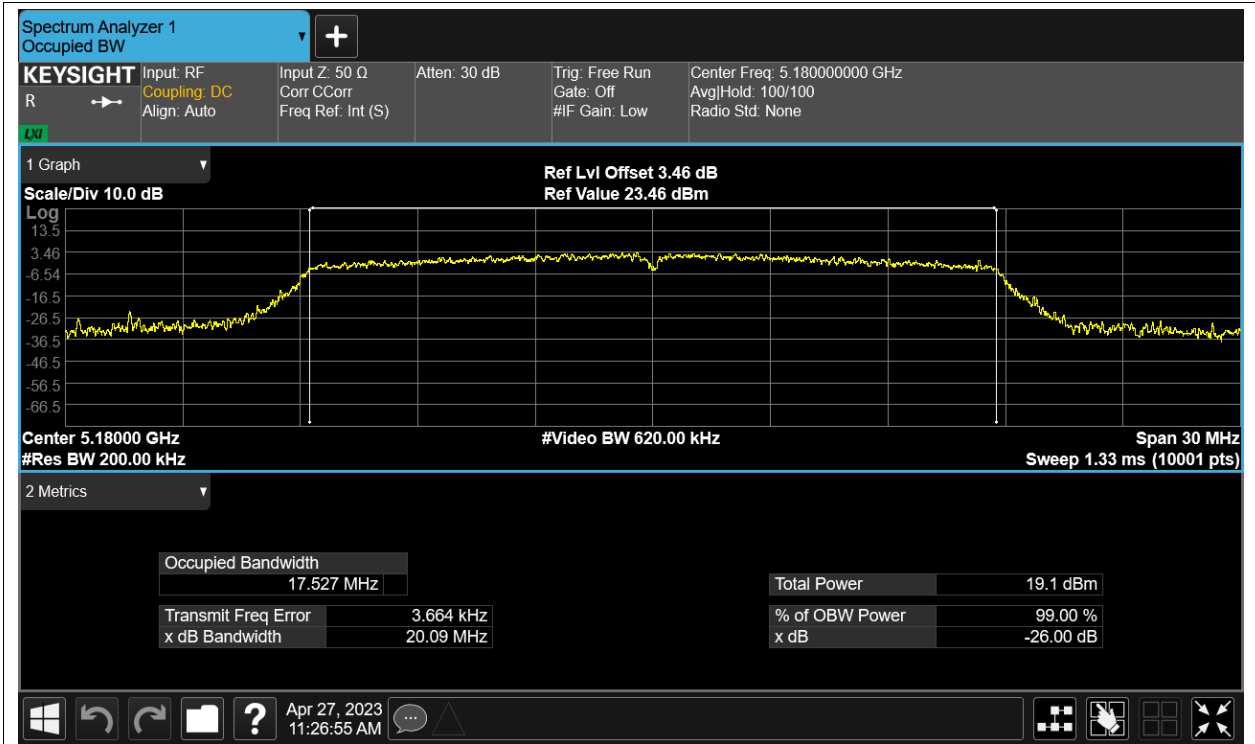 Spectrum Analyzer 1
Occupied BW
KEYSIGHT
R
LXI
Input: RF
Coupling: DC
Align: Auto
Input Z: 50 Ω
Corr CCorr
Freq Ref: Int (S)
Atten: 30 dB
Trig: Free Run
Gate: Off
#IF Gain: Low
Center Freq: 5.180000000 GHz
Avg|Hold: 100/100
Radio Std: None
1 Graph
Scale/Div 10.0 dB
Ref Lvl Offset 3.46 dB
Ref Value 23.46 dBm
Log
13.5
3.46
-6.54
-16.5
-26.5
-36.5
-46.5
-56.5
-66.5
Center 5.18000 GHz
#Video BW 620.00 kHz
Span 30 MHz
#Res BW 200.00 kHz
Sweep 1.33 ms (10001 pts)
2 Metrics
Occupied Bandwidth
17.527 MHz
Total Power 19.1 dBm
Transmit Freq Error 3.664 kHz
% of OBW Power 99.00 %
x dB Bandwidth 20.09 MHz
x dB -26.00 dB
?
Apr 27, 2023
11:26:55 AM